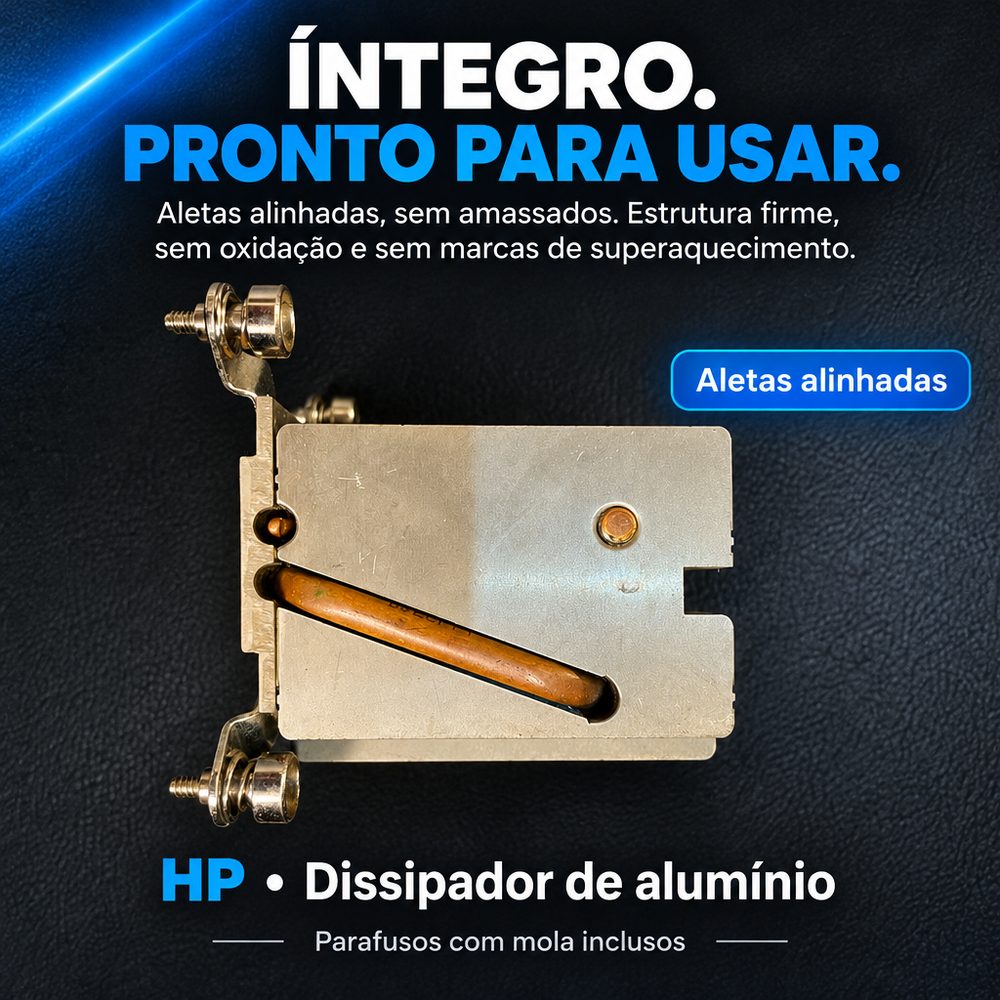 ÍNTEGRO.
PRONTO PARA USAR.
Aletas alinhadas, sem amassados. Estrutura firme,
sem oxidação e sem marcas de superaquecimento.
Aletas alinhadas
HP • Dissipador de alumínio
Parafusos com mola inclusos